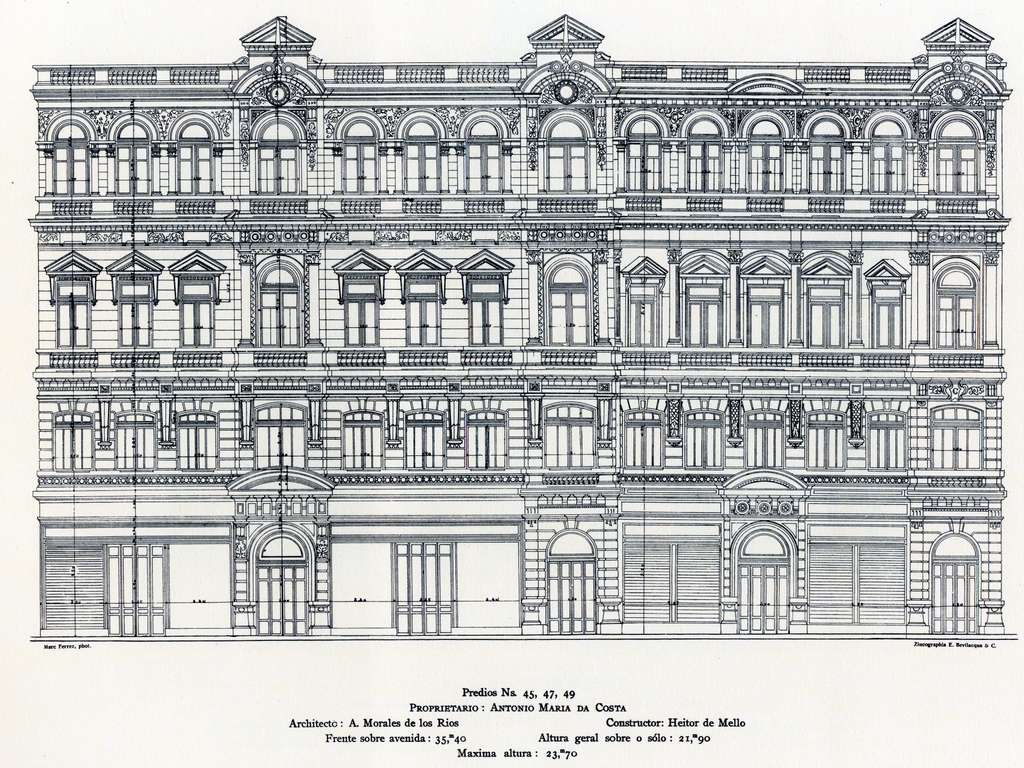 Marc Ferrez, phot.
Zincographia E. Bevilacqua & C.
Predios Ns. 45, 47, 49
PROPRIETARIO : ANTONIO MARIA DA COSTA
Architecto : A. Morales de los Rios
Constructor: Heitor de Mello
Frente sobre avenida : 35,ᵐ40
Altura geral sobre o sólo : 21,ᵐ90
Maxima altura : 23,ᵐ70